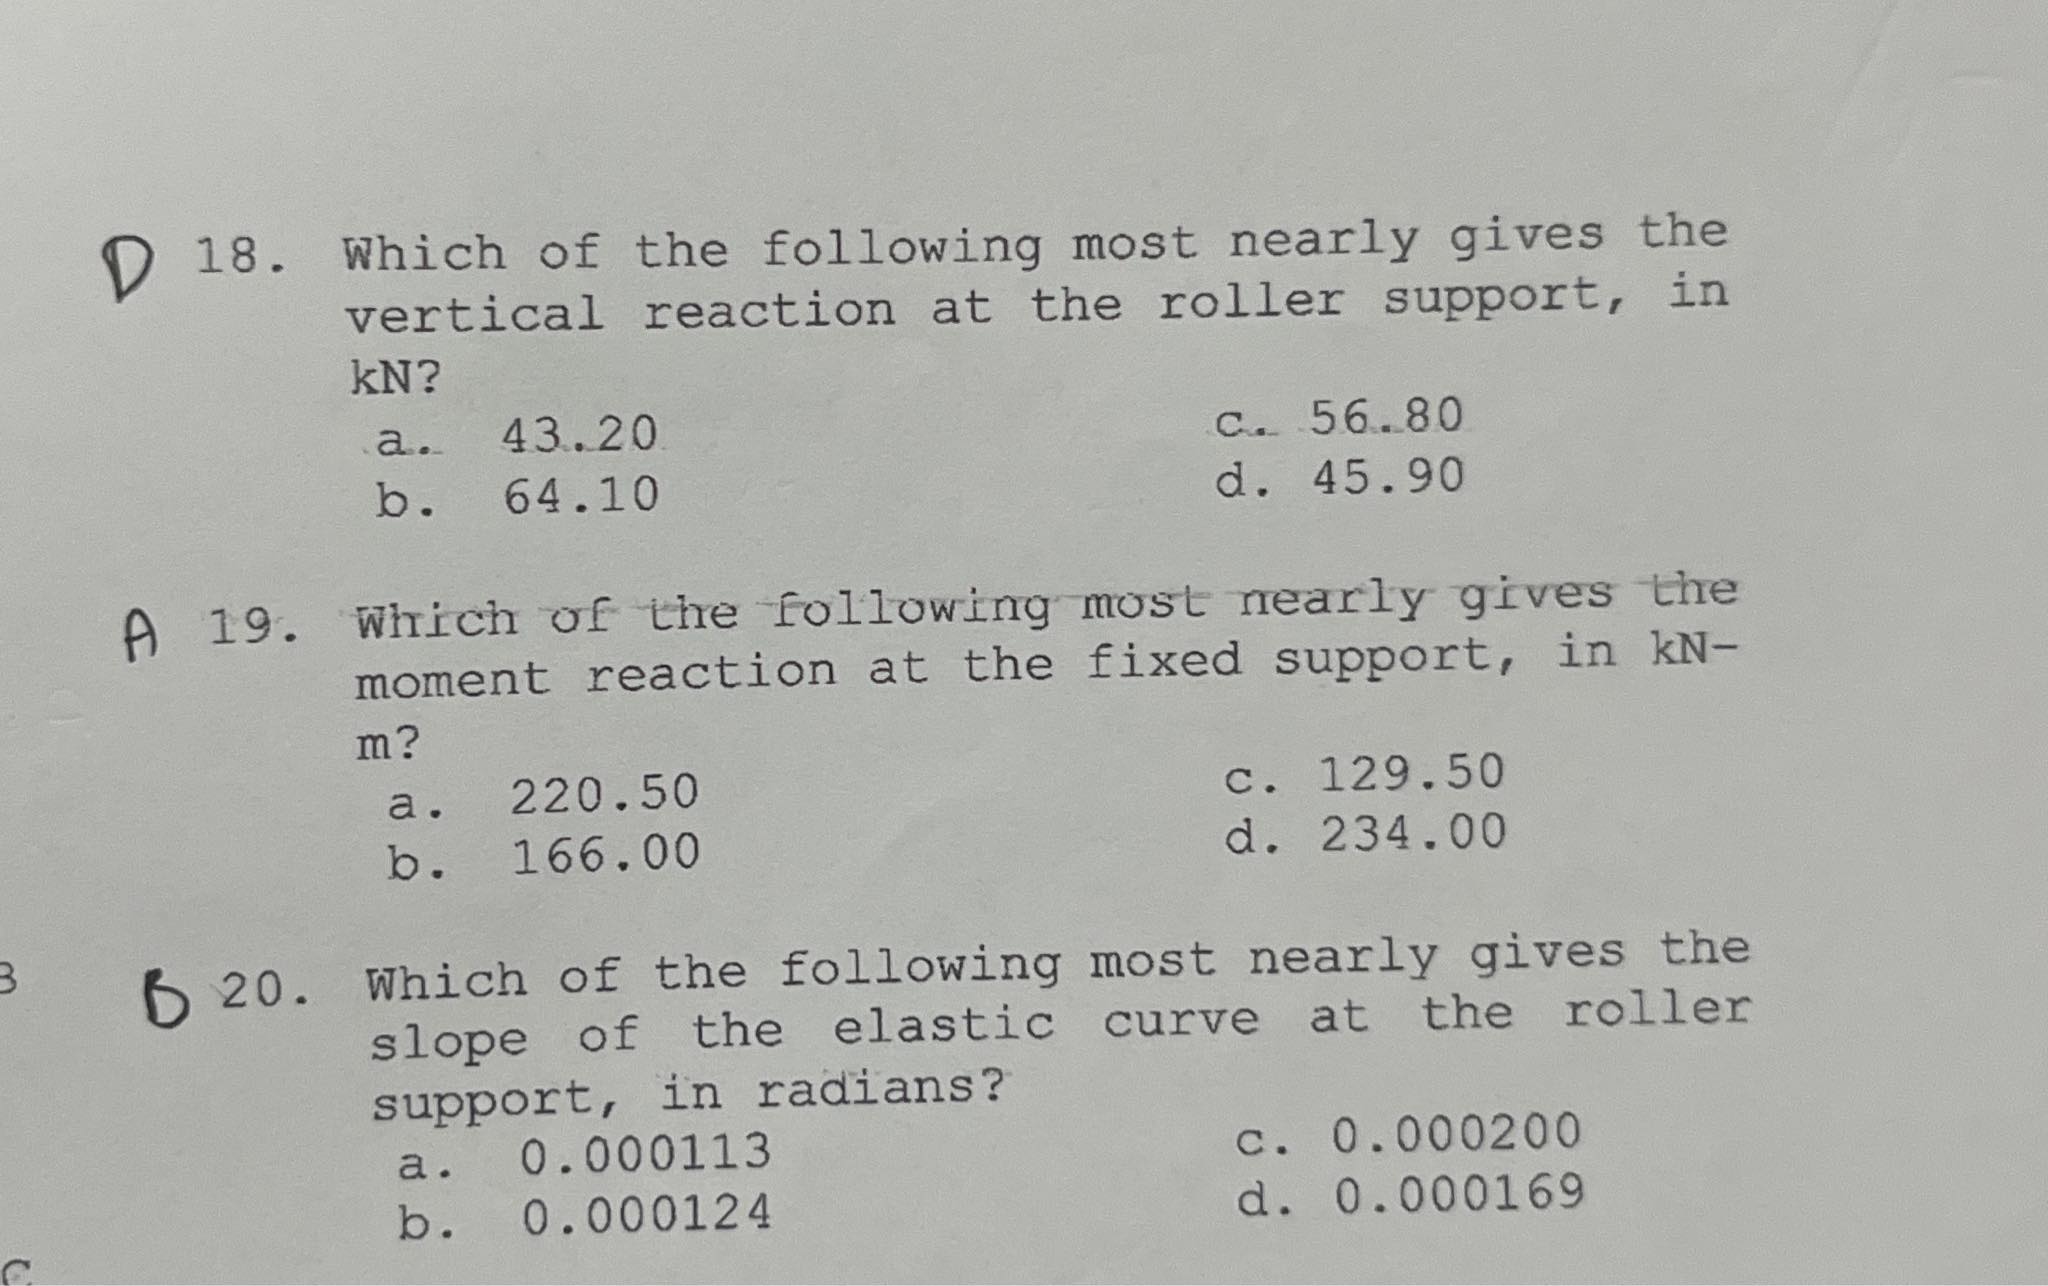 D 18. Which of the following most nearly gives the
vertical reaction at the roller support, in
kN?
a. 43.20 c. 56.80
b. 64.10 d. 45.90
A 19. Which of the following most nearly gives the
moment reaction at the fixed support, in kN-
m?
a. 220.50 c. 129.50
b. 166.00 d. 234.00
B 20. Which of the following most nearly gives the
slope of the elastic curve at the roller
support, in radians?
a. 0.000113 c. 0.000200
b. 0.000124 d. 0.000169